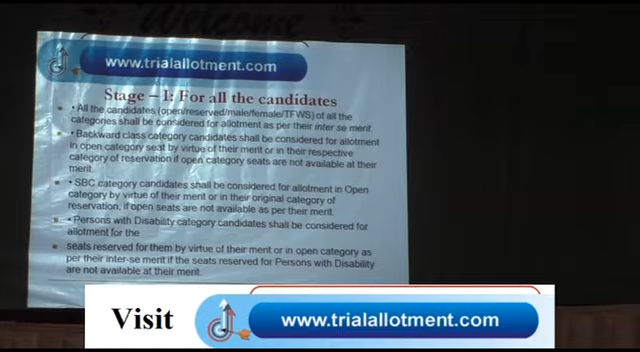 Welcome
www.trialallotment.com
Stage – I: For all the candidates
• All the candidates (open/reserved/male/female/TFWS) of all the
categories shall be considered for allotment as per their inter se merit.
• Backward class category candidates shall be considered for allotment
in open category seat by virtue of their merit or in their respective
category of reservation if open category seats are not available at their
merit.
• SBC category candidates shall be considered for allotment in Open
category by virtue of their merit or in their original category of
reservation, if open seats are not available as per their merit.
• Persons with Disability category candidates shall be considered for
allotment for the
seats reserved for them by virtue of their merit or in open category as
per their inter-se merit if the seats reserved for Persons with Disability
are not available at their merit.
Visit www.trialallotment.com